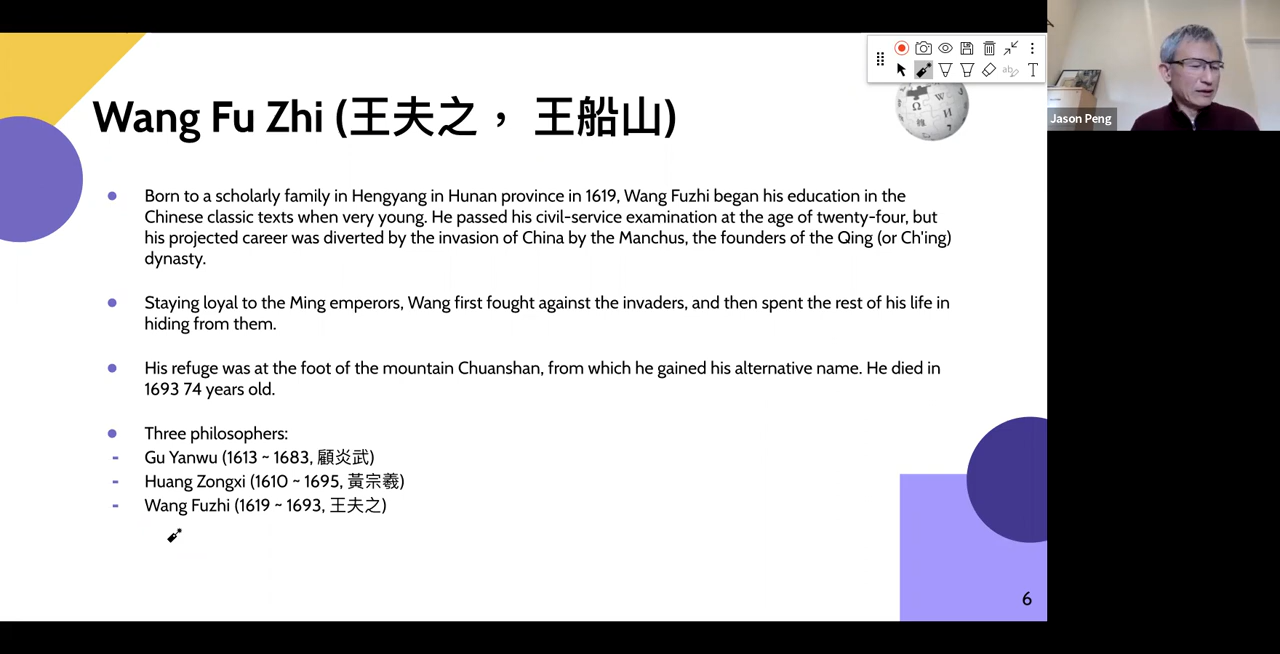 Wang Fu Zhi (王夫之， 王船山)
Jason Peng
Born to a scholarly family in Hengyang in Hunan province in 1619, Wang Fuzhi began his education in the
Chinese classic texts when very young. He passed his civil-service examination at the age of twenty-four, but
his projected career was diverted by the invasion of China by the Manchus, the founders of the Qing (or Ch'ing)
dynasty.
Staying loyal to the Ming emperors, Wang first fought against the invaders, and then spent the rest of his life in
hiding from them.
His refuge was at the foot of the mountain Chuanshan, from which he gained his alternative name. He died in
1693 74 years old.
Three philosophers:
- Gu Yanwu (1613 ~ 1683, 顧炎武)
- Huang Zongxi (1610 ~ 1695, 黃宗羲)
- Wang Fuzhi (1619 ~ 1693, 王夫之)
6